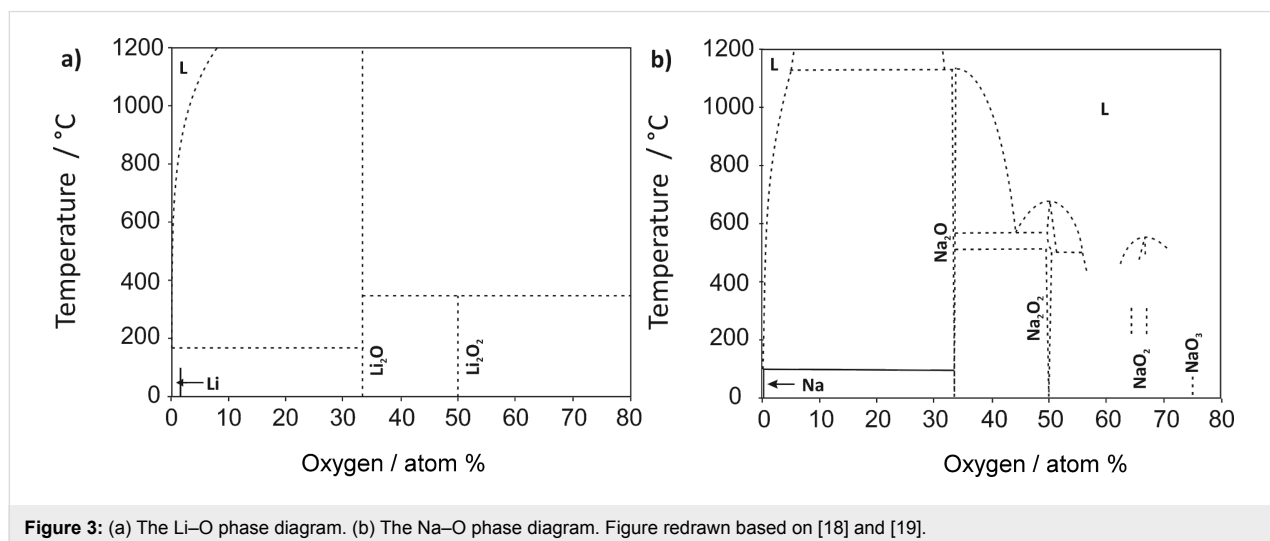 a)
1200
1000
800
600
400
200
0
Temperature / °C
L
Li
Li₂O
Li₂O₂
0 10 20 30 40 50 60 70 80
Oxygen / atom %
b)
1200
1000
800
600
400
200
0
Temperature / °C
L
L
Na
Na₂O
Na₂O₂
NaO₂
NaO₃
0 10 20 30 40 50 60 70 80
Oxygen / atom %
Figure 3: (a) The Li–O phase diagram. (b) The Na–O phase diagram. Figure redrawn based on [18] and [19].